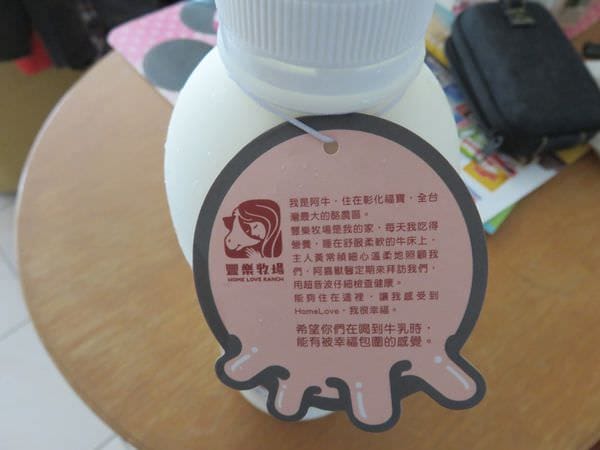 我是阿牛，住在彰化福寶，全台
灣最大的酪農區。
豐樂牧場是我的家，每天我吃得
營養，睡在舒服柔軟的牛床上，
主人黃常禎細心溫柔地照顧我
們，阿嘉獸醫定期來拜訪我們，
用超音波仔細檢查健康。
能夠住在這裡，讓我感受到
HomeLove，我很幸福。
希望你們在喝到牛乳時，
能有被幸福包圍的感覺。
豐樂牧場
HOME LOVE RANCH